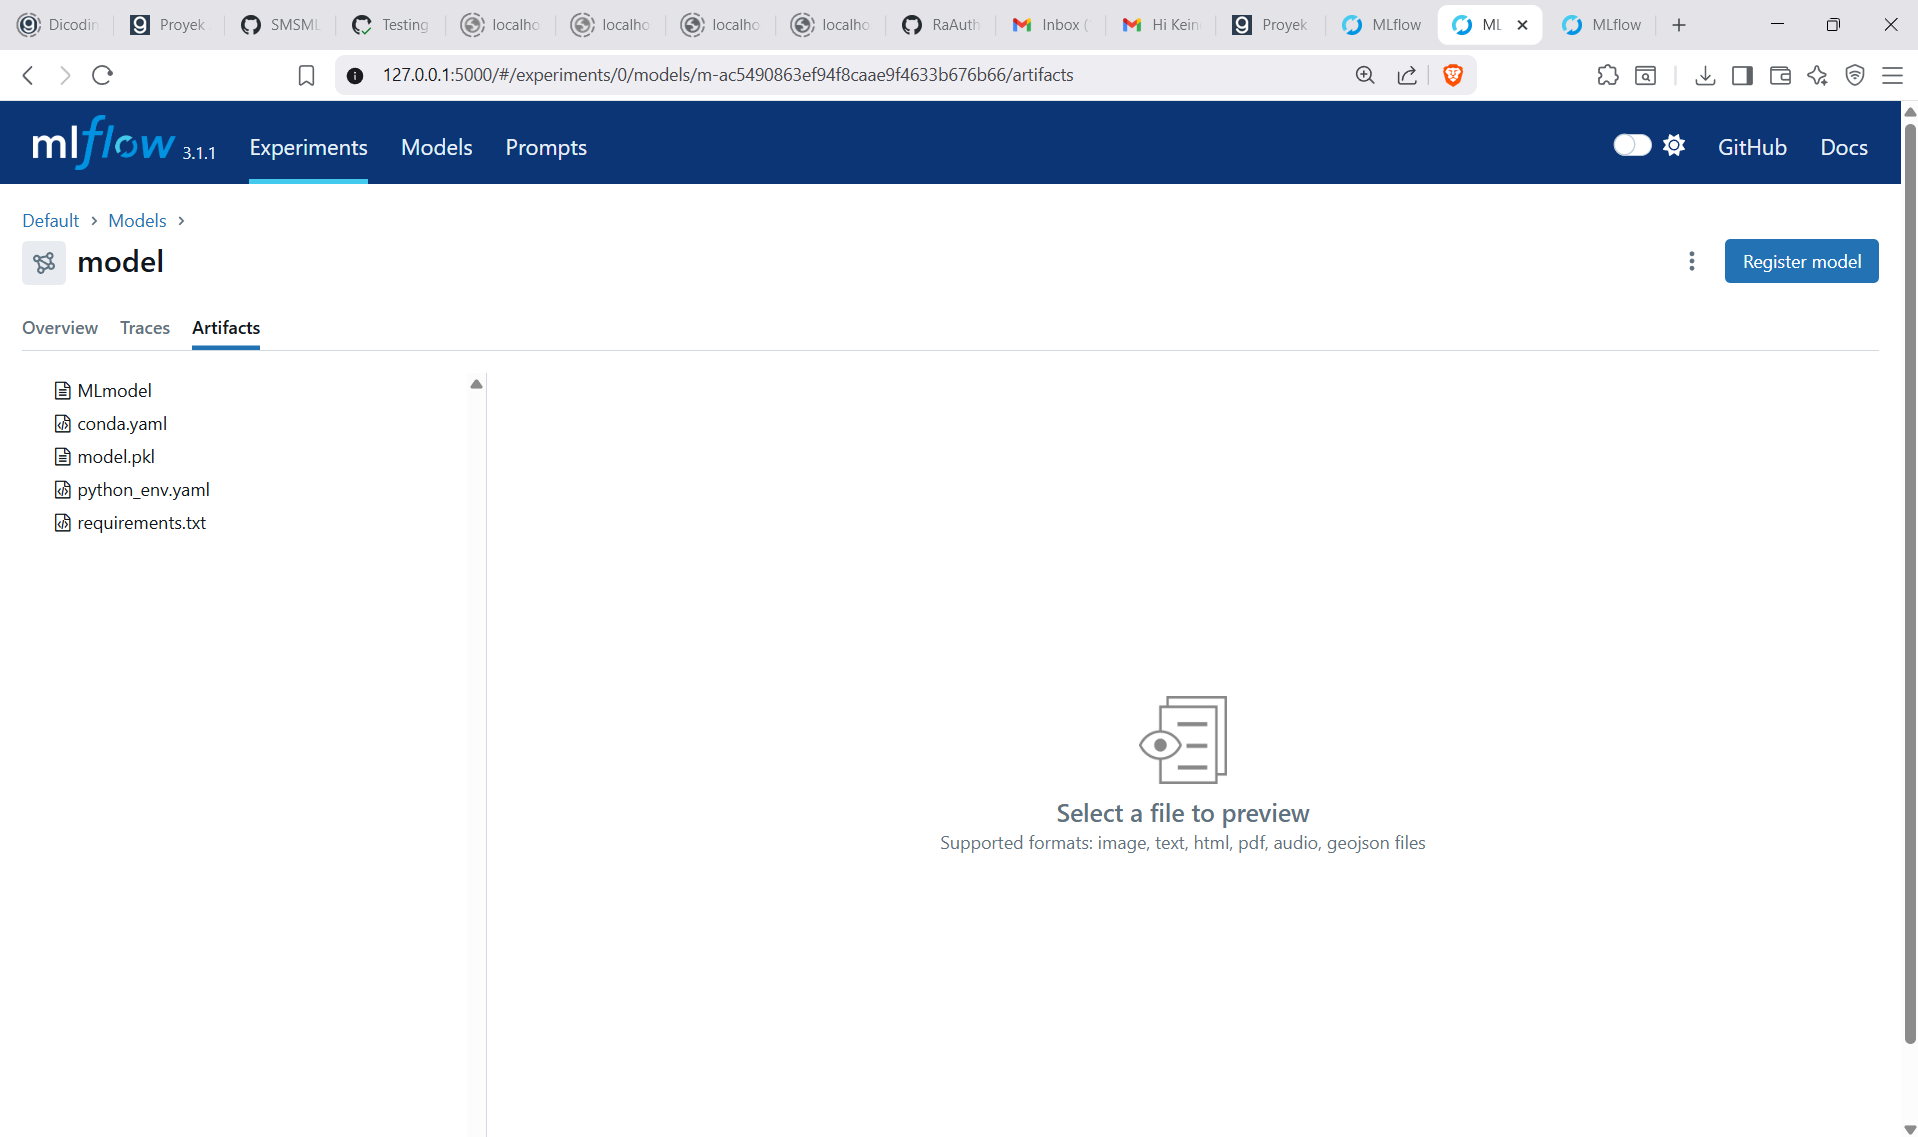 Dicodin Proyek SMSML Testing localho localho localho localho RaAuth Inbox ( Hi Kein Proyek MLflow ML MLflow
127.0.0.1:5000/#/experiments/0/models/m-ac5490863ef94f8caae9f4633b676b66/artifacts
mlflow 3.1.1 Experiments Models Prompts GitHub Docs
Default > Models >
model Register model
Overview Traces Artifacts
MLmodel
conda.yaml
model.pkl
python_env.yaml
requirements.txt
Select a file to preview
Supported formats: image, text, html, pdf, audio, geojson files